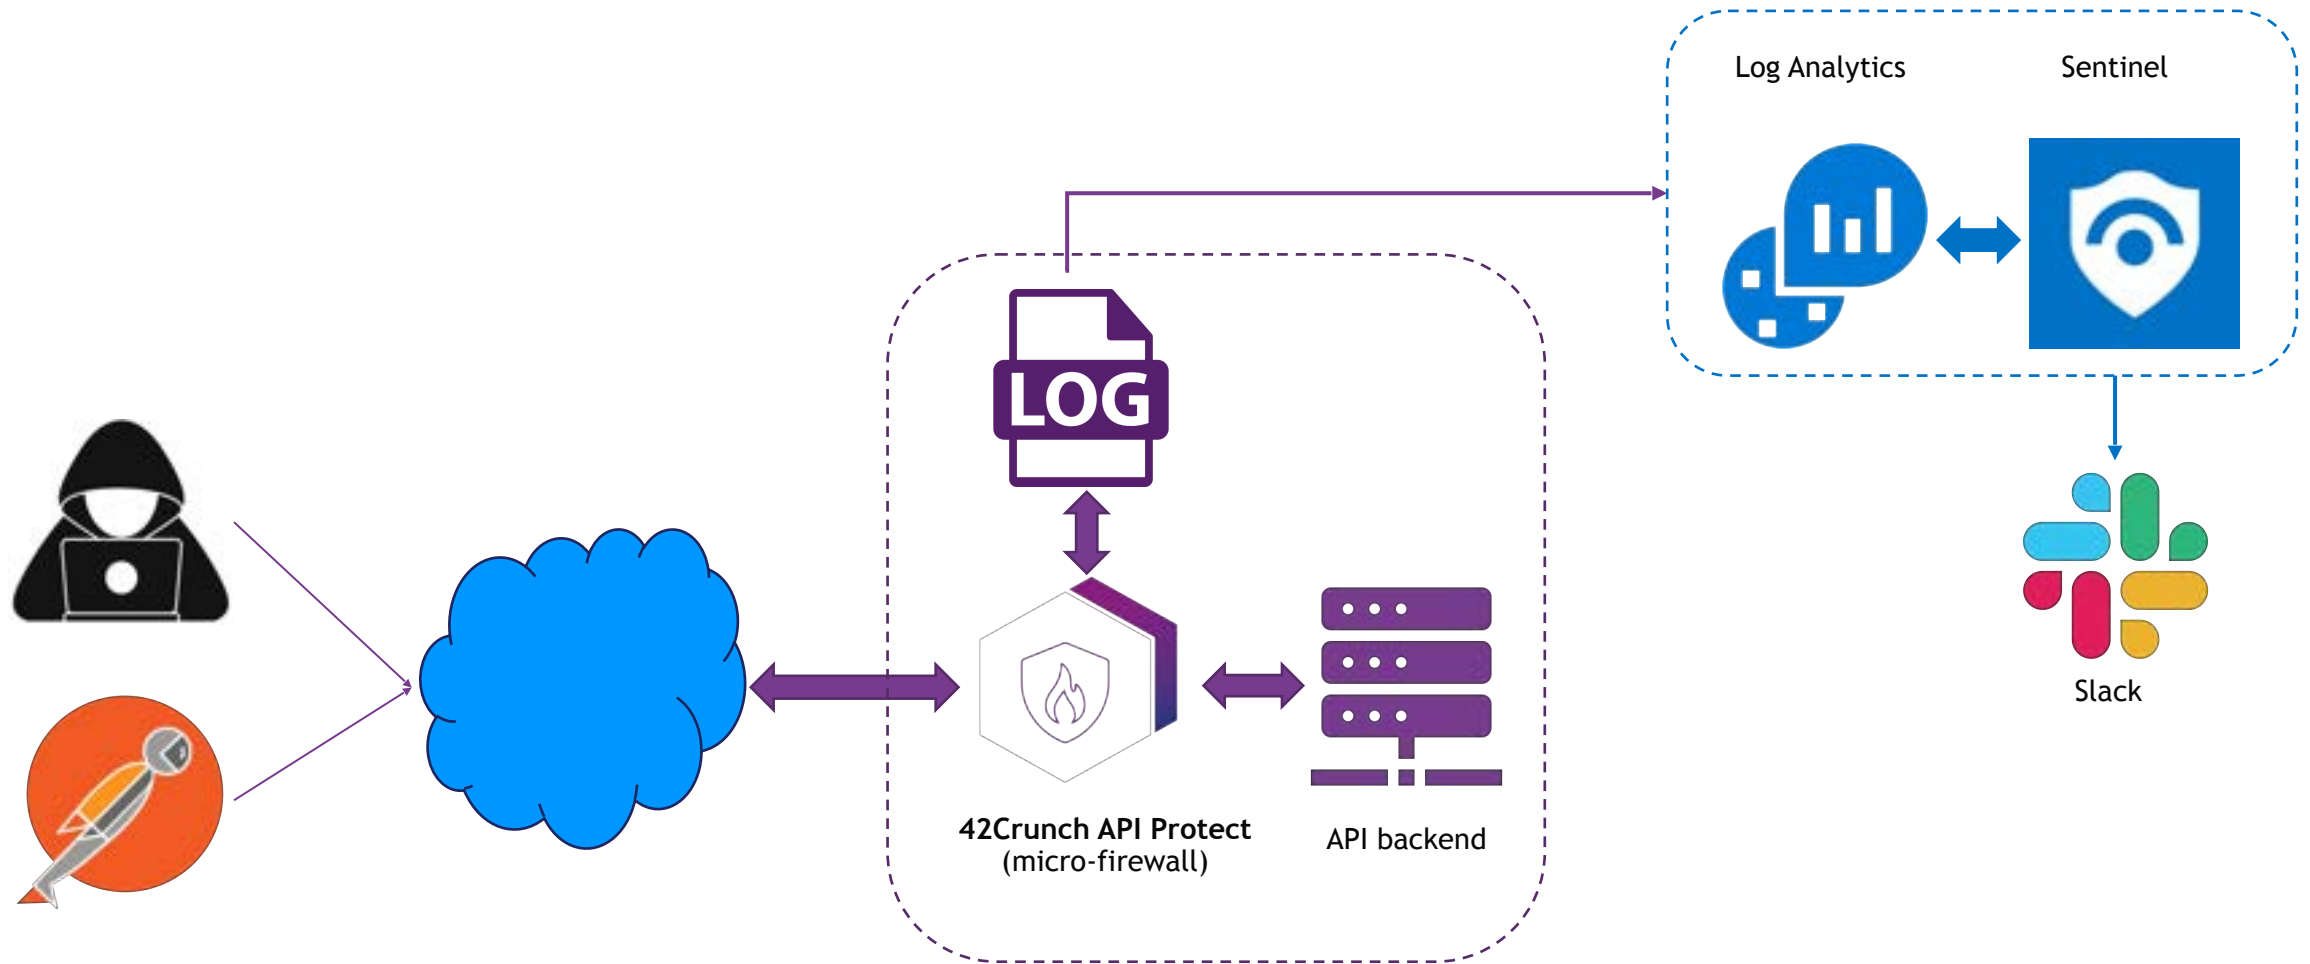 Log Analytics
Sentinel
LOG
Slack
42Crunch API Protect
(micro-firewall)
API backend